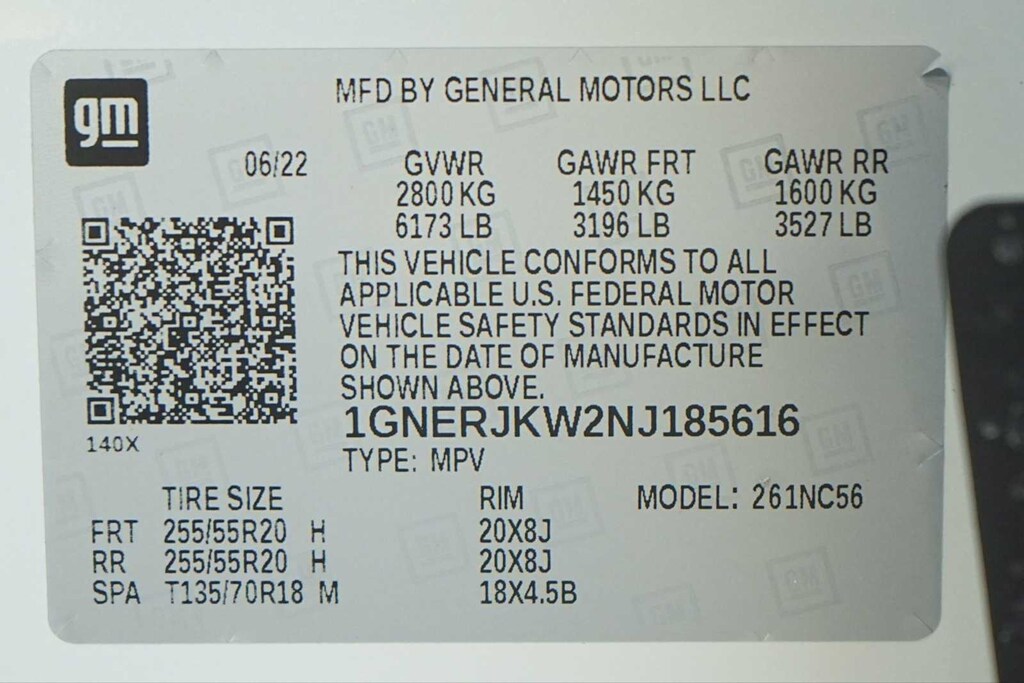 gm
MFD BY GENERAL MOTORS LLC
06/22 GVWR GAWR FRT GAWR RR
2800 KG 1450 KG 1600 KG
6173 LB 3196 LB 3527 LB
THIS VEHICLE CONFORMS TO ALL
APPLICABLE U.S. FEDERAL MOTOR
VEHICLE SAFETY STANDARDS IN EFFECT
ON THE DATE OF MANUFACTURE
SHOWN ABOVE.
1GNERJKW2NJ185616
140X
TYPE: MPV
TIRE SIZE RIM MODEL: 261NC56
FRT 255/55R20 H 20X8J
RR 255/55R20 H 20X8J
SPA T135/70R18 M 18X4.5B